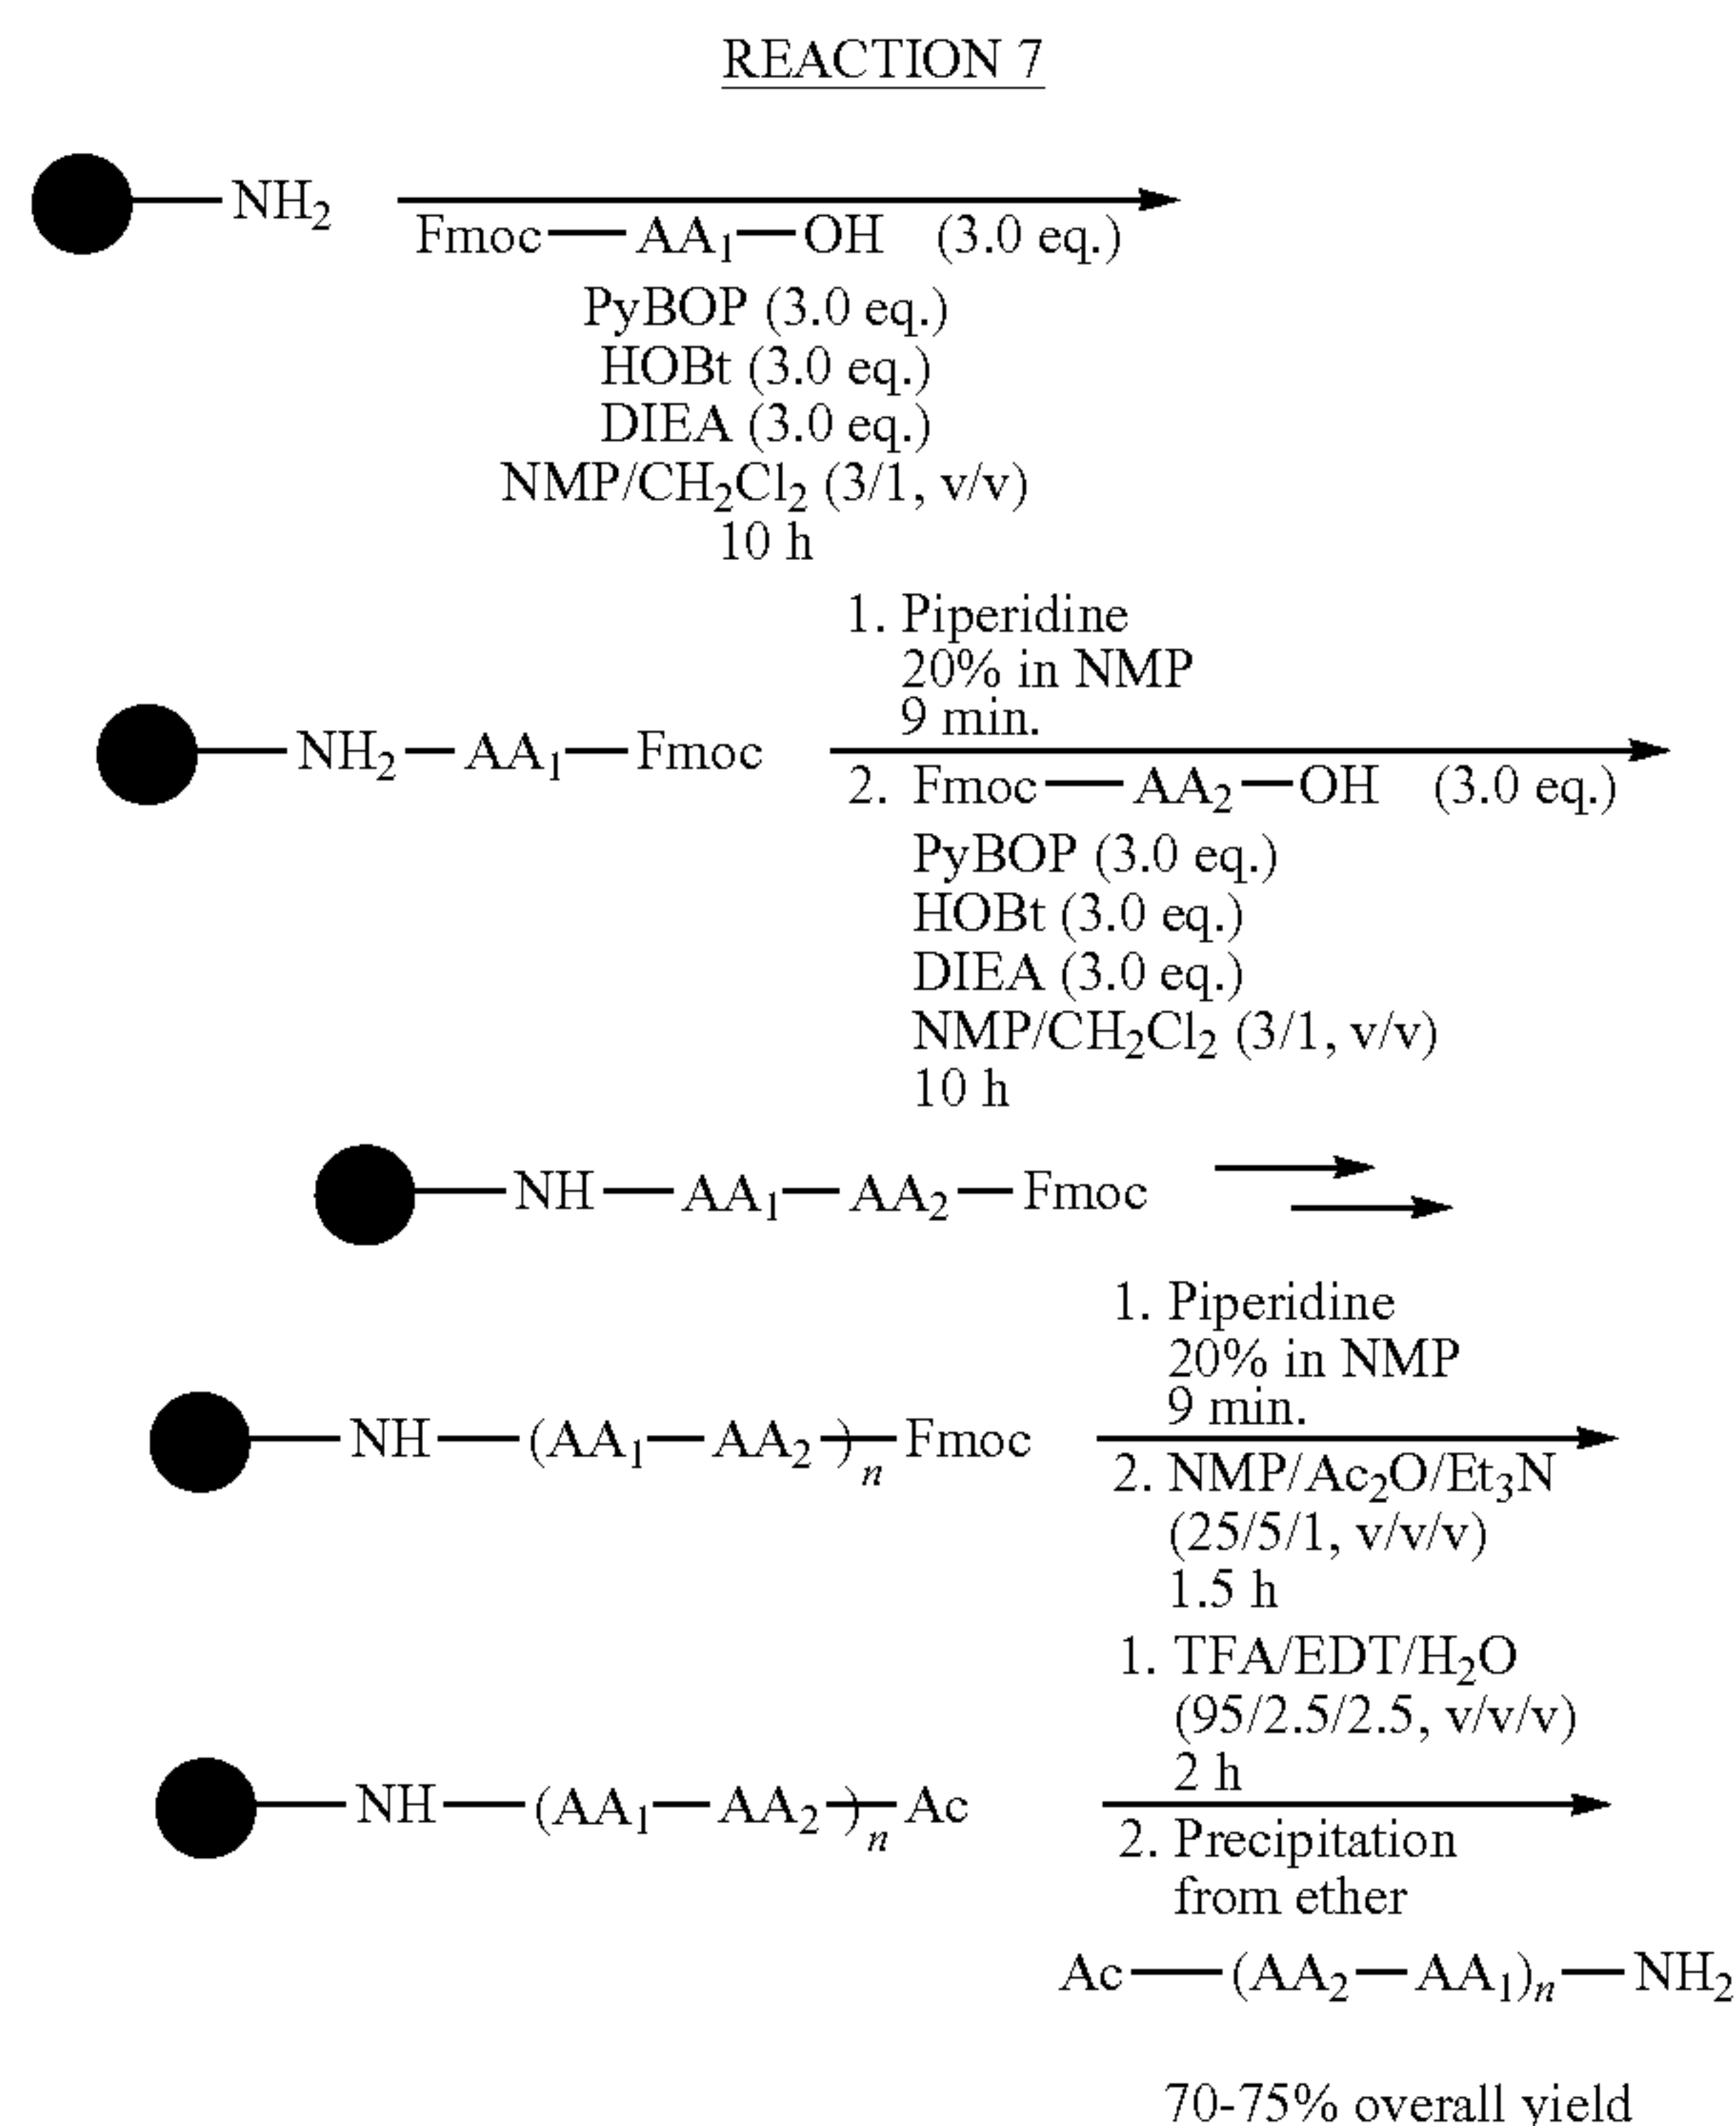 REACTION 7
NH2
Fmoc—AA1—OH (3.0 eq.)
PyBOP (3.0 eq.)
HOBt (3.0 eq.)
DIEA (3.0 eq.)
NMP/CH2Cl2 (3/1, v/v)
10 h
1. Piperidine
20% in NMP
9 min.
NH2—AA1—Fmoc
2. Fmoc—AA2—OH (3.0 eq.)
PyBOP (3.0 eq.)
HOBt (3.0 eq.)
DIEA (3.0 eq.)
NMP/CH2Cl2 (3/1, v/v)
10 h
NH—AA1—AA2—Fmoc
1. Piperidine
20% in NMP
9 min.
NH—(AA1—AA2)n—Fmoc
2. NMP/Ac2O/Et3N
(25/5/1, v/v/v)
1.5 h
1. TFA/EDT/H2O
(95/2.5/2.5, v/v/v)
2 h
NH—(AA1—AA2)n—Ac
2. Precipitation
from ether
Ac—(AA2—AA1)n—NH2
70-75% overall yield